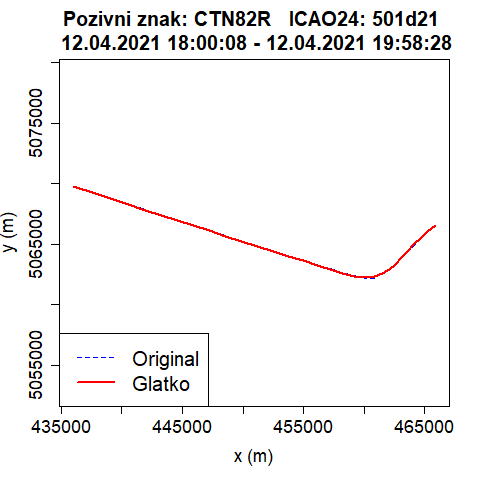 Pozivni znak: CTN82R   ICAO24: 501d21
12.04.2021 18:00:08 - 12.04.2021 19:58:28
5075000
5065000
5055000
y (m)
Original
Glatko
435000 445000 455000 465000
x (m)